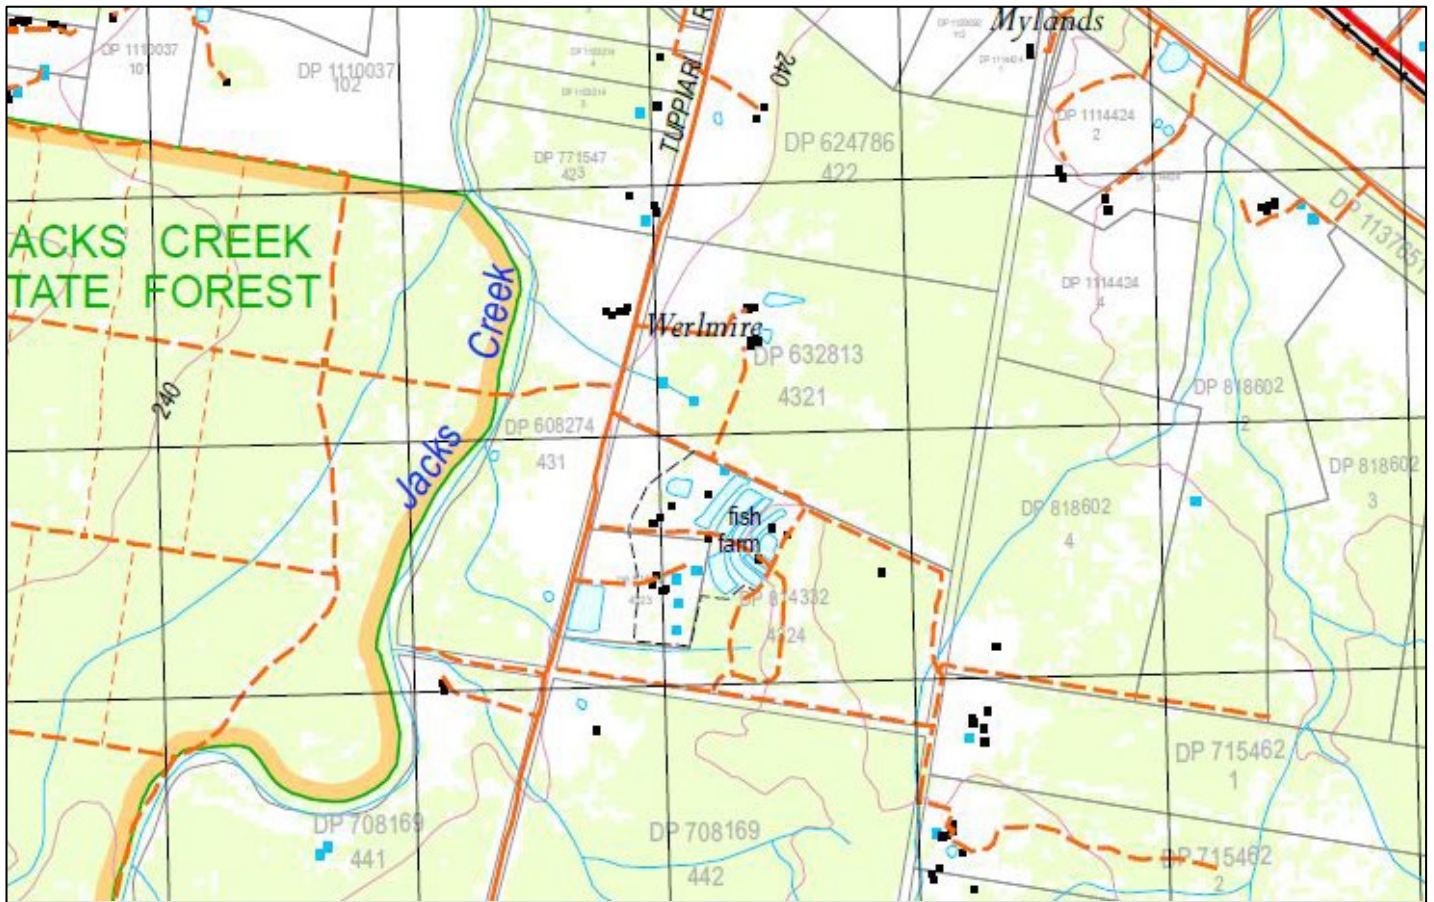 Mylands
DP 1110037
101
DP 1110037
102
240
TUPPIARI R
DP 1114424
2
DP 624786
422
DP 771547
423
DP 1137651
ACKS CREEK
TATE FOREST
Creek
DP 1114424
4
Werlmire
DP 632813
4321
240
DP 818602
2
DP 608274
431
Jacks
DP 818602
3
DP 818602
4
fish
farm
DP 814332
4324
DP 715462
1
DP 708169
441
DP 708169
442
DP 715462
2